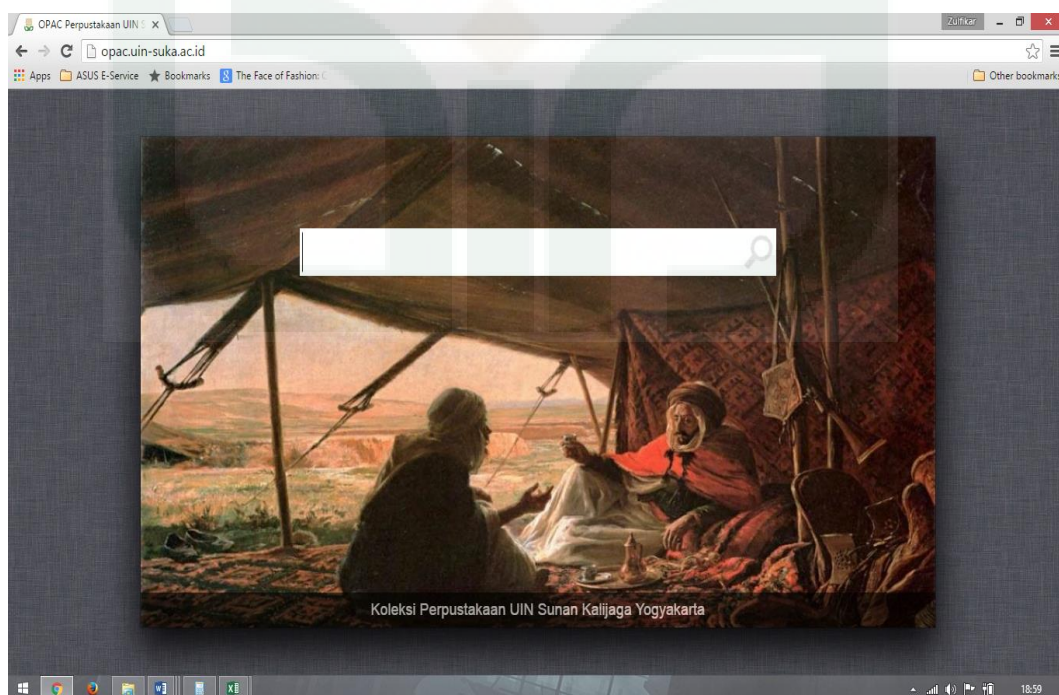 OPAC Perpustakaan UIN S
Zulfikar
opac.uin-suka.ac.id
Apps ASUS E-Service Bookmarks The Face of Fashion: Other bookmarks
Koleksi Perpustakaan UIN Sunan Kalijaga Yogyakarta
18:59